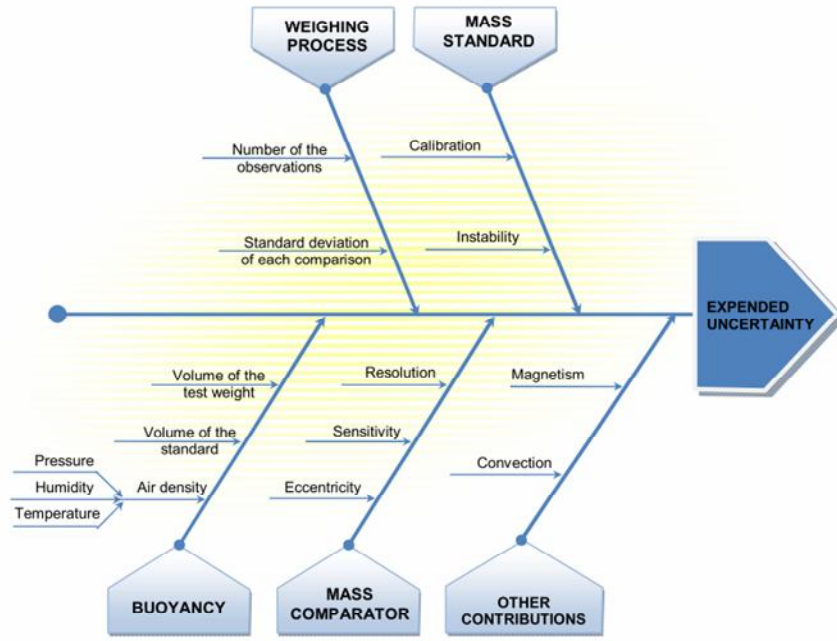 WEIGHING
PROCESS
MASS
STANDARD
Number of the
observations
Calibration
Standard deviation
of each comparison
Instability
EXPENDED
UNCERTAINTY
Volume of the
test weight
Resolution
Magnetism
Volume of the
standard
Sensitivity
Convection
Pressure
Humidity
Temperature
Air density
Eccentricity
BUOYANCY
MASS
COMPARATOR
OTHER
CONTRIBUTIONS